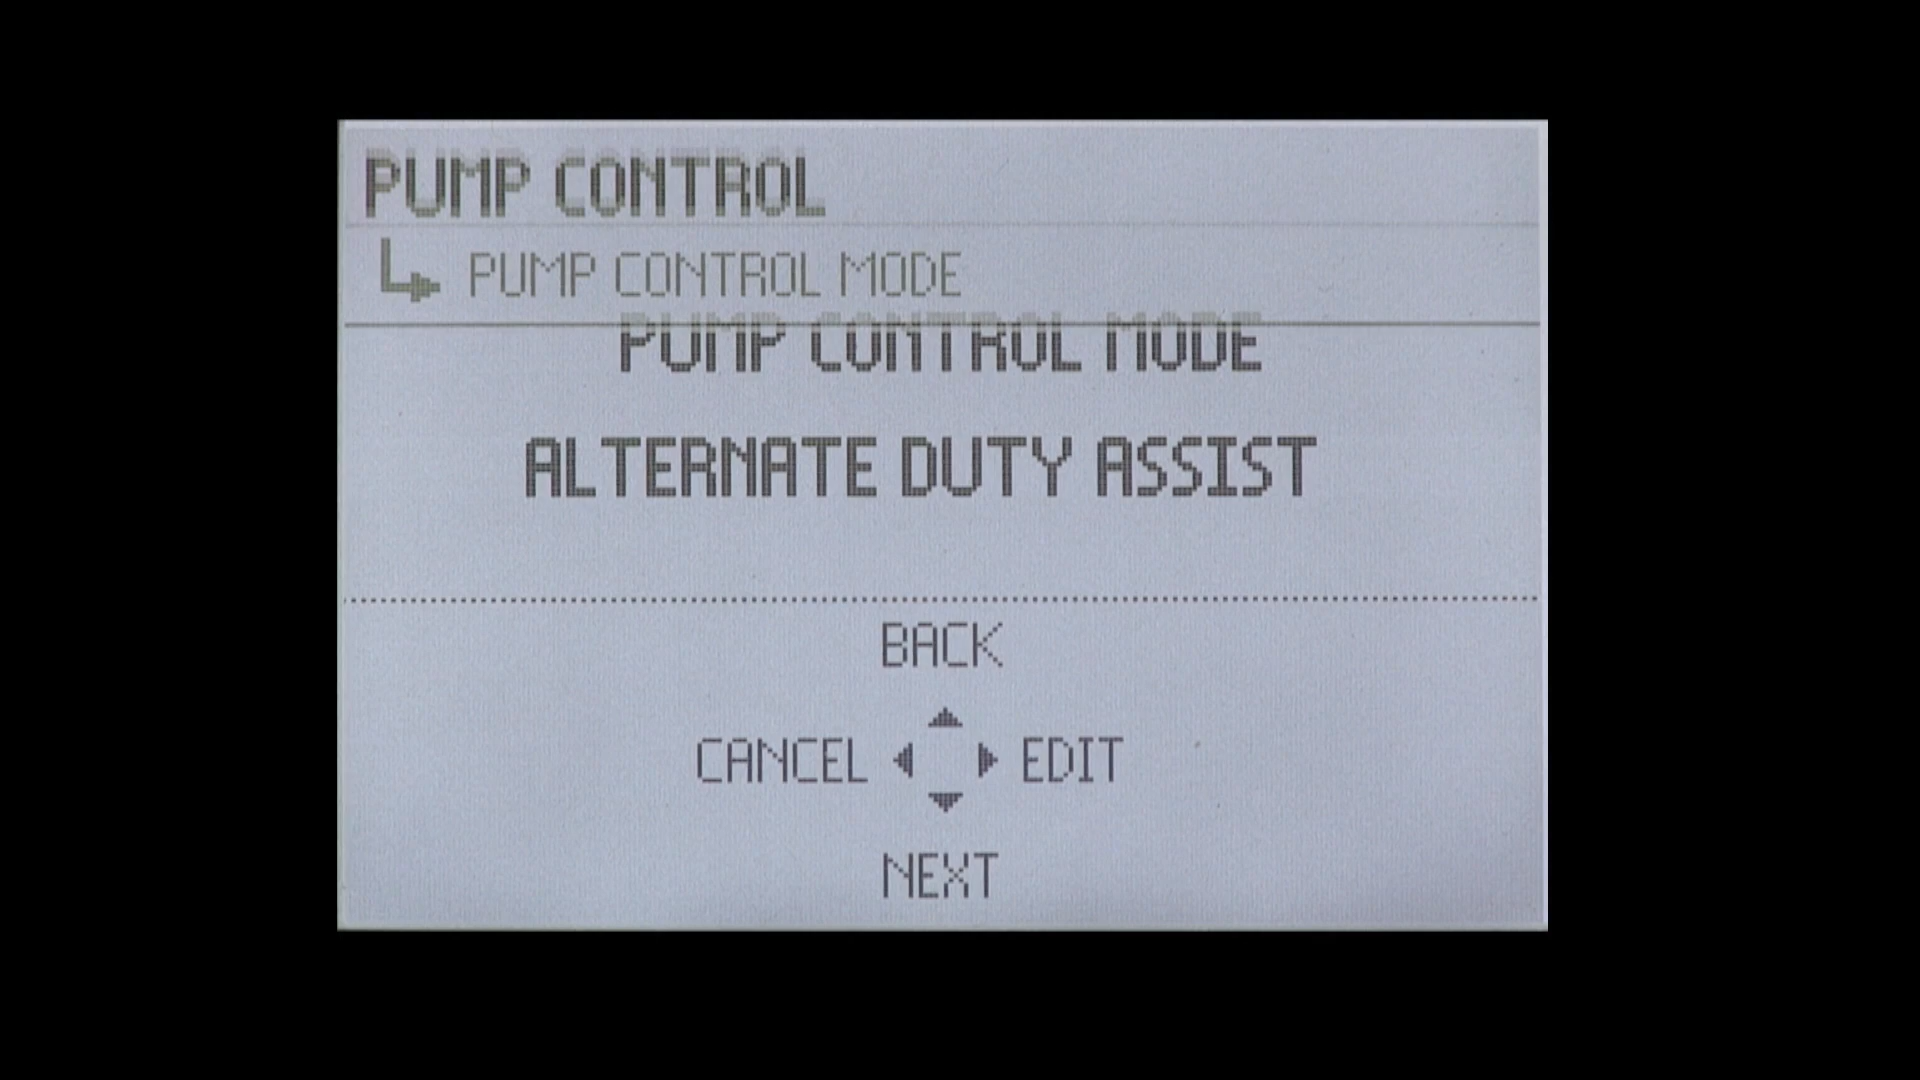 PUMP CONTROL
PUMP CONTROL MODE
PUMP CONTROL MODE
ALTERNATE DUTY ASSIST
BACK
CANCEL EDIT
NEXT